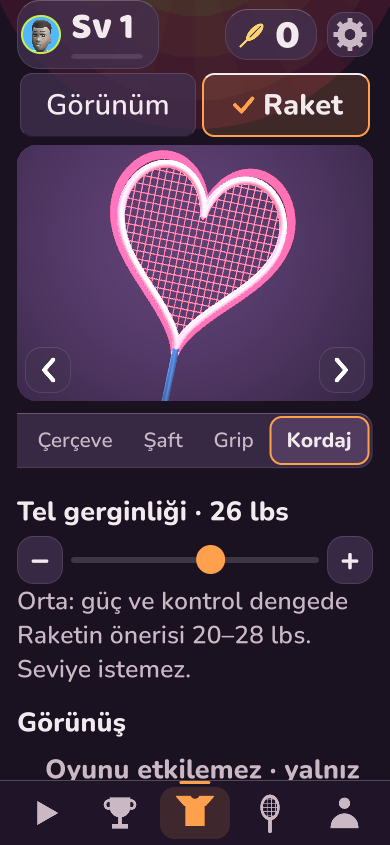 Sv 1
0
Görünüm
Raket
Çerçeve
Şaft
Grip
Kordaj
Tel gerginliği · 26 lbs
Orta: güç ve kontrol dengede
Raketin önerisi 20–28 lbs.
Seviye istemez.
Görünüş
Oyunu etkilemez · yalnız